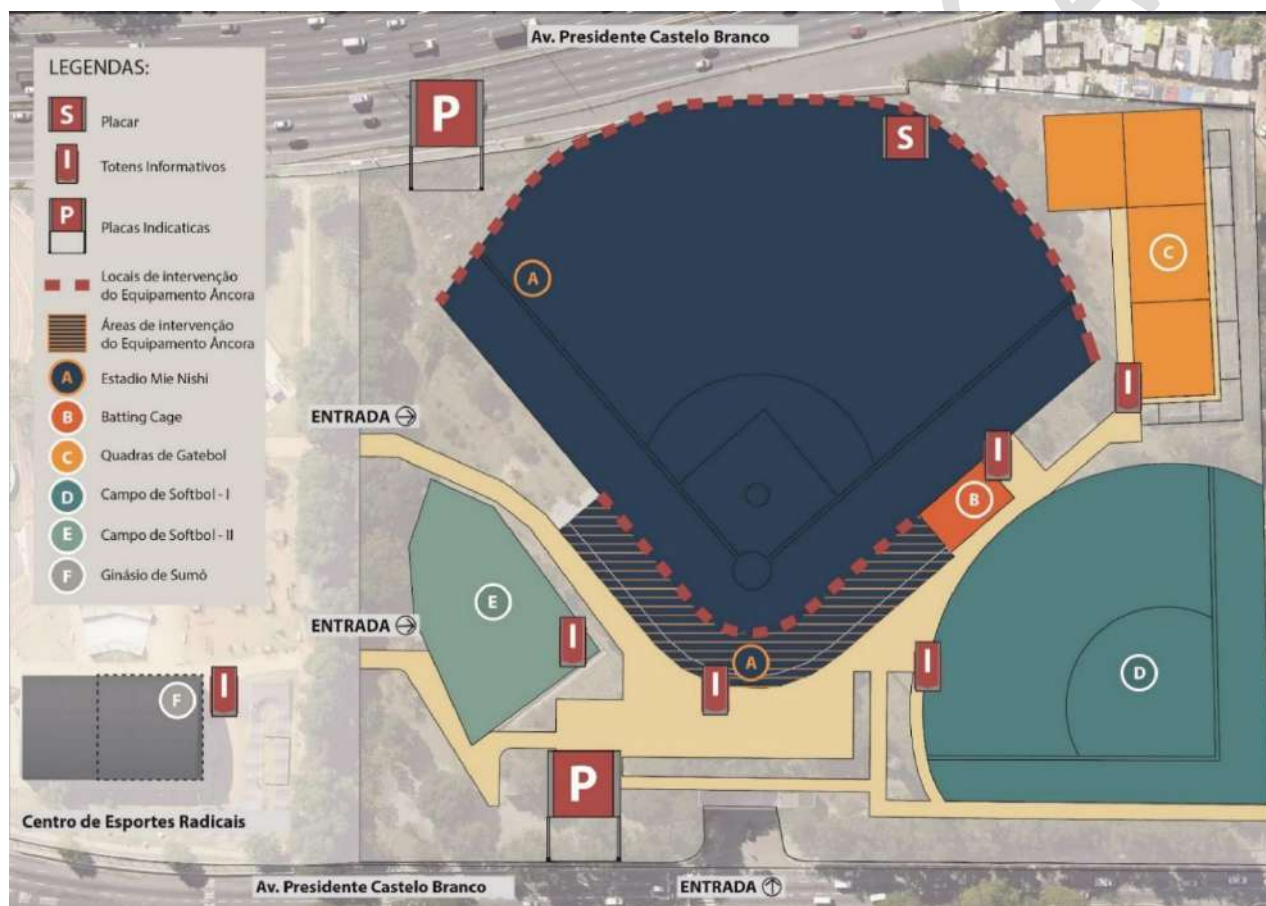 Av. Presidente Castelo Branco
LEGENDAS:
S Placar
I Totens Informativos
P Placas Indicaticas
Locais de intervenção
do Equipamento Âncora
Áreas de intervenção
do Equipamento Âncora
A Estadio Mie Nishi
B Batting Cage
C Quadras de Gatebol
D Campo de Softbol - I
E Campo de Softbol - II
F Ginásio de Sumô
P
S
A
C
I
ENTRADA
I
B
E
ENTRADA
I
A
I
I
D
F
I
P
Centro de Esportes Radicais
Av. Presidente Castelo Branco
ENTRADA